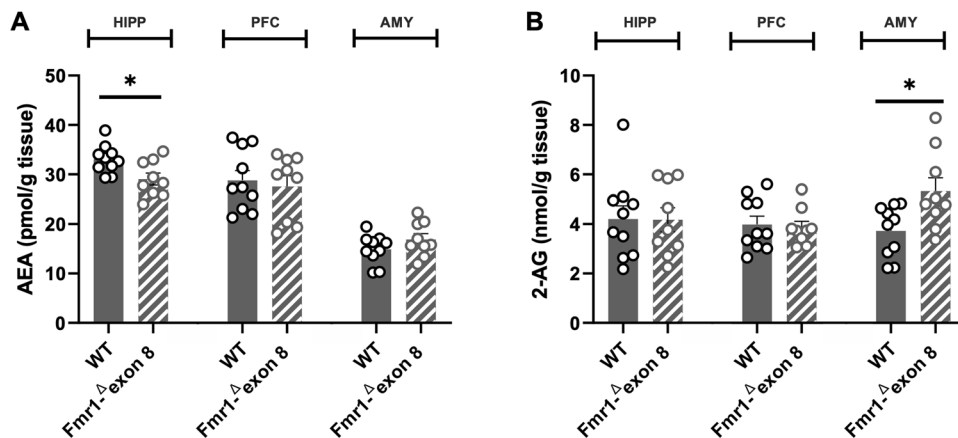 A
HIPP
PFC
AMY
AEA (pmol/g tissue)
50
40
30
20
10
0
*
WT
Fmr1-Δexon 8
WT
Fmr1-Δexon 8
WT
Fmr1-Δexon 8
B
HIPP
PFC
AMY
2-AG (nmol/g tissue)
10
8
6
4
2
0
*
WT
Fmr1-Δexon 8
WT
Fmr1-Δexon 8
WT
Fmr1-Δexon 8